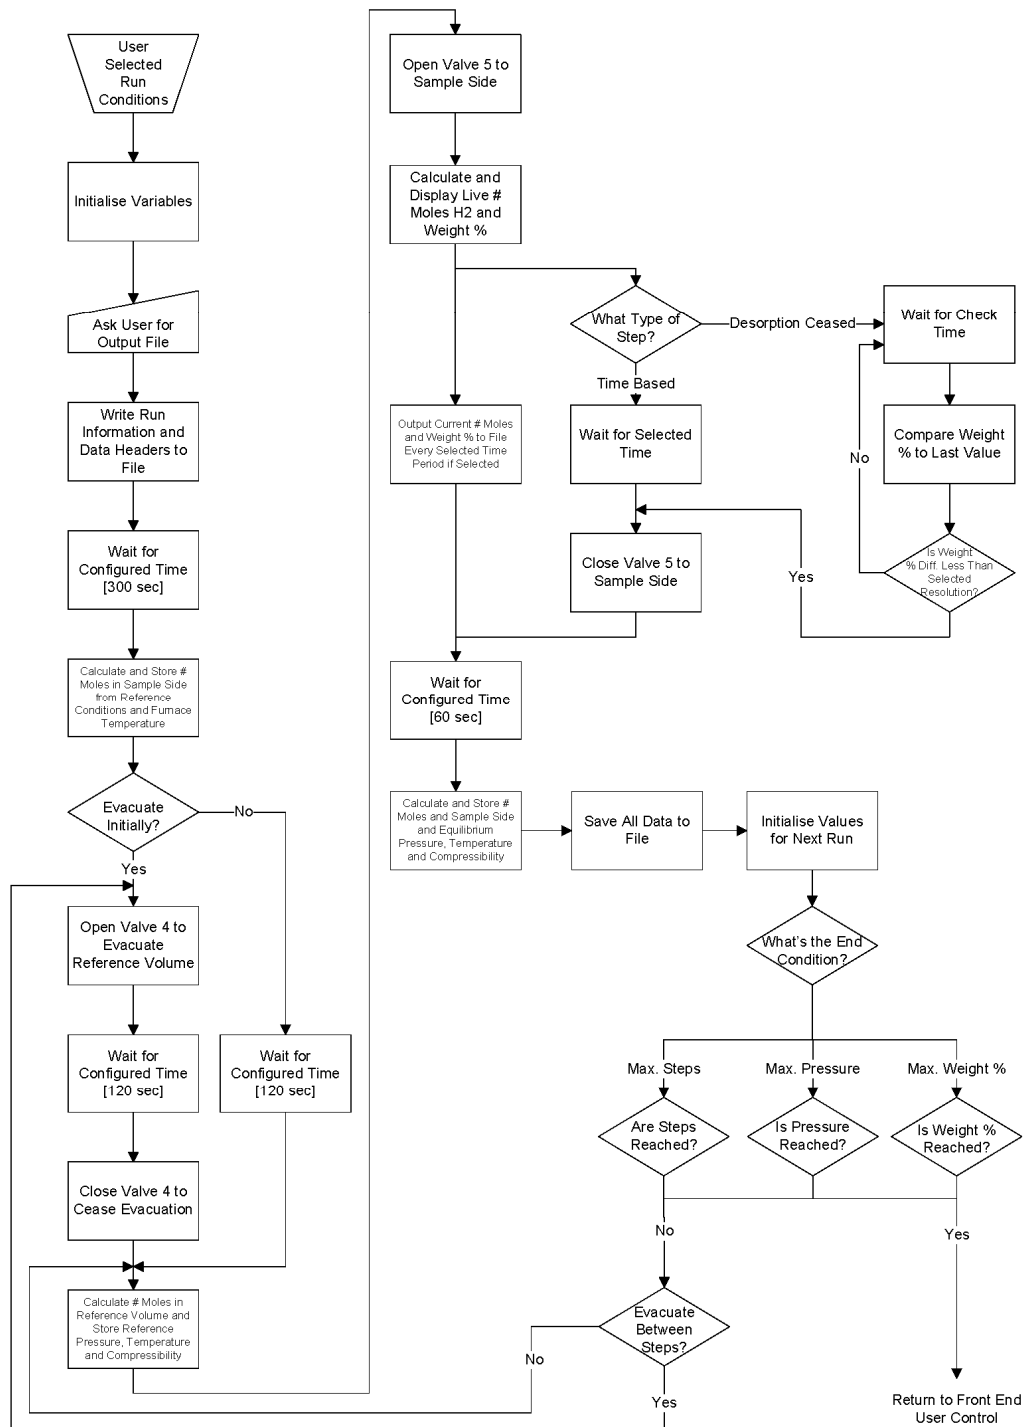 User
Selected
Run
Conditions
Initialise Variables
Ask User for
Output File
Write Run
Information and
Data Headers to
File
Wait for
Configured Time
[300 sec]
Calculate and Store #
Moles in Sample Side
from Reference
Conditions and Furnace
Temperature
Evacuate
Initially?
No
Yes
Open Valve 4 to
Evacuate
Reference Volume
Wait for
Configured Time
[120 sec]
Wait for
Configured Time
[120 sec]
Close Valve 4 to
Cease Evacuation
Calculate # Moles in
Reference Volume and
Store Reference
Pressure, Temperature
and Compressibility
Open Valve 5 to
Sample Side
Calculate and
Display Live #
Moles H2 and
Weight %
What Type of
Step?
Desorption Ceased
Wait for Check
Time
Time Based
Output Current # Moles
and Weight % to File
Every Selected Time
Period if Selected
Wait for Selected
Time
Compare Weight
% to Last Value
No
Is Weight
% Diff. Less Than
Selected
Resolution?
Yes
Close Valve 5 to
Sample Side
Wait for
Configured Time
[60 sec]
Calculate and Store #
Moles and Sample Side
and Equilibrium
Pressure, Temperature
and Compressibility
Save All Data to
File
Initialise Values
for Next Run
What's the End
Condition?
Max. Steps
Max. Pressure
Max. Weight %
Are Steps
Reached?
Is Pressure
Reached?
Is Weight %
Reached?
No
Yes
Evacuate
Between
Steps?
No
Yes
Return to Front End
User Control